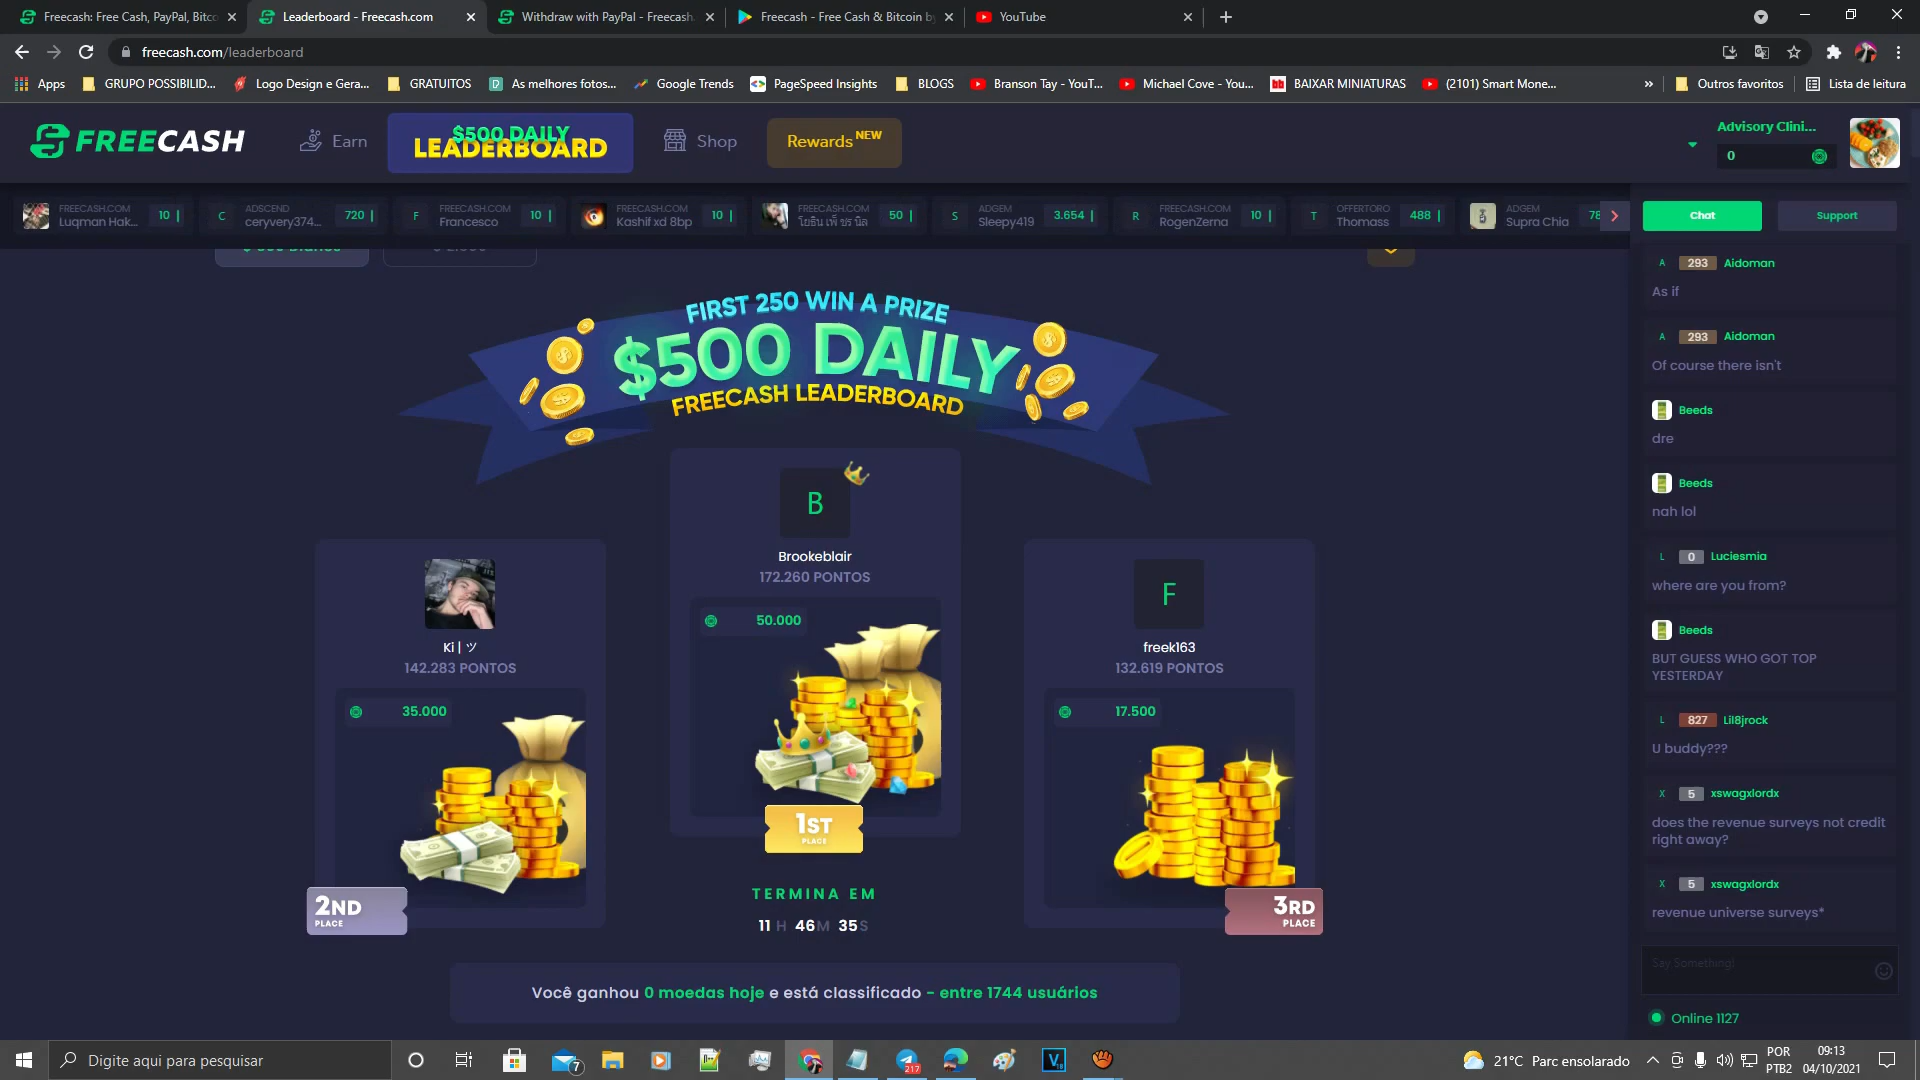 Freecash: Free Cash, PayPal, Bitco
Leaderboard - Freecash.com
Withdraw with PayPal - Freecash.
Freecash - Free Cash & Bitcoin by
YouTube
freecash.com/leaderboard
Apps
GRUPO POSSIBILID...
Logo Design e Gera...
GRATUITOS
As melhores fotos...
Google Trends
PageSpeed Insights
BLOGS
Branson Tay - YouT...
Michael Cove - You...
BAIXAR MINIATURAS
(2101) Smart Mone...
»
Outros favoritos
Lista de leitura
FREECASH
Earn
$500 DAILY
LEADERBOARD
Shop
Rewards NEW
Advisory Clini...
0
FREECASH.COM
Luqman Hak...
10
C
ADSCEND
ceryvery374...
720
F
FREECASH.COM
Francesco
10
FREECASH.COM
Kashif xd 8bp
10
FREECASH.COM
50
S
ADGEM
Sleepy419
3.654
R
FREECASH.COM
RogenZerna
10
T
OFFERTORO
Thomass
488
ADGEM
Supra Chia
78
Chat
Support
FIRST 250 WIN A PRIZE
$500 DAILY
FREECASH LEADERBOARD
B
Brookeblair
172.260 PONTOS
50.000
1ST
PLACE
Ki | ツ
142.283 PONTOS
35.000
2ND
PLACE
F
freek163
132.619 PONTOS
17.500
3RD
PLACE
TERMINA EM
11 H 46M 35S
Você ganhou 0 moedas hoje e está classificado - entre 1744 usuários
A 293 Aidoman
As if
A 293 Aidoman
Of course there isn't
Beeds
dre
Beeds
nah lol
L 0 Luciesmia
where are you from?
Beeds
BUT GUESS WHO GOT TOP
YESTERDAY
L 827 Lil8jrock
U buddy???
X 5 xswagxlordx
does the revenue surveys not credit
right away?
X 5 xswagxlordx
revenue universe surveys*
Say Something!
Online 1127
Digite aqui para pesquisar
7
217
21°C Parc ensolarado
POR
PTB2
09:13
04/10/2021